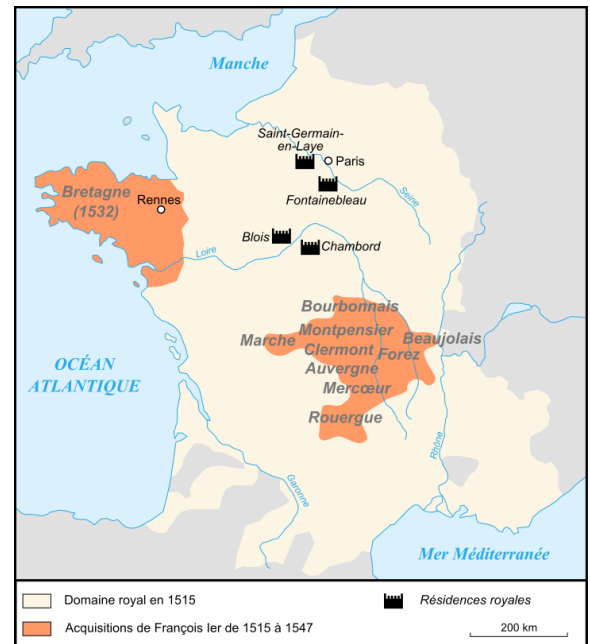 Manche
Saint-Germain-
en-Laye
Paris
Fontainebleau
Seine
Bretagne
(1532)
Rennes
Blois
Chambord
Loire
Bourbonnais
Montpensier
Marche
Beaujolais
Clermont
Forez
Auvergne
Mercœur
Rouergue
OCÉAN
ATLANTIQUE
Garonne
Rhône
Mer Méditerranée
Domaine royal en 1515
Résidences royales
Acquisitions de François Ier de 1515 à 1547
200 km